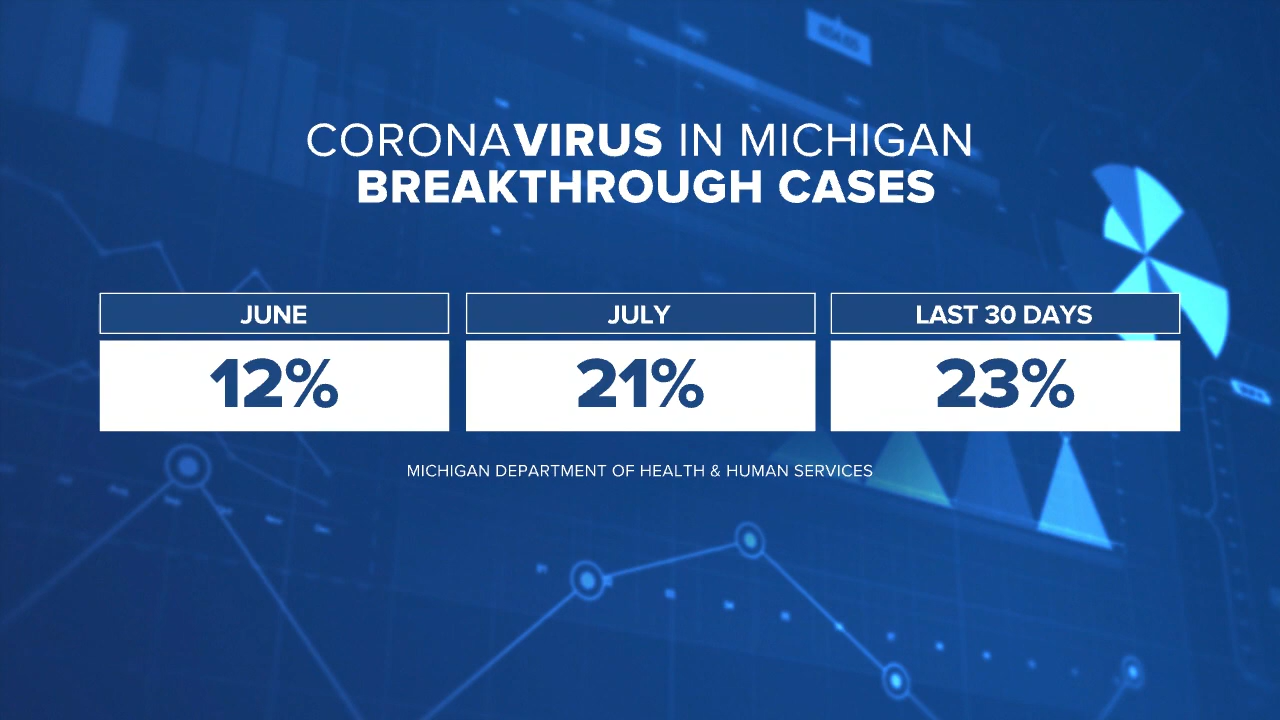 CORONAVIRUS IN MICHIGAN
BREAKTHROUGH CASES
JUNE
JULY
LAST 30 DAYS
12%
21%
23%
MICHIGAN DEPARTMENT OF HEALTH & HUMAN SERVICES